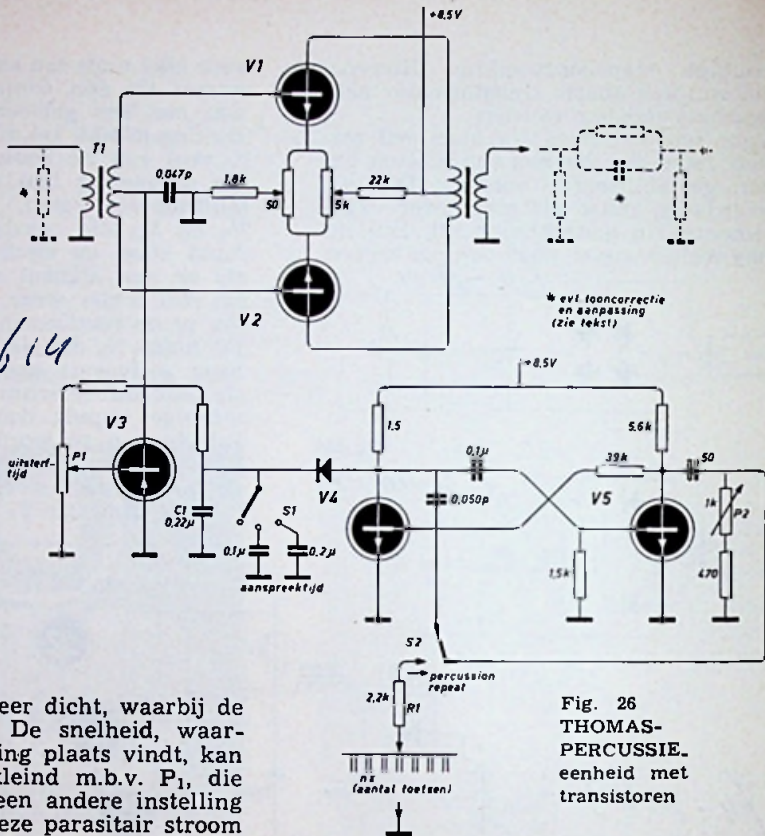 +8,5V
V1
T1
0,047p
1,8k
50
5k
22k
*
*
V2
* evt tooncorrectie
en aanpassing
(zie tekst)
V3
uitsterf-
tijd
P1
C1
0,22µ
S1
0,1µ
0,2µ
aanspreektijd
V4
+8,5V
1.5
0,1µ
0,050p
39k
5,6k
50
V5
1k
P2
1,5k
470
S2
percussion
repeat
2,2k
R1
nx
(aantal toetsen)
eer dicht, waarbij de
De snelheid, waar-
ing plaats vindt, kan
kleind m.b.v. P₁, die
een andere instelling
eze parasitair stroom
Fig. 26
THOMAS-
PERCUSSIE-
eenheid met
transistoren